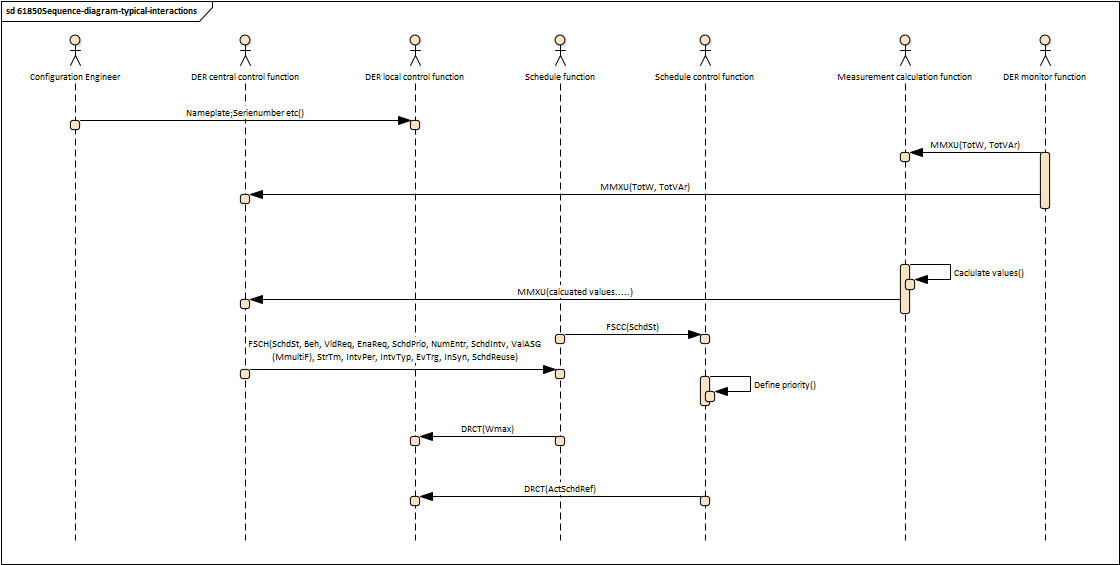 sd 61850Sequence-diagram-typical-interactions
Configuration Engineer
DER central control function
DER local control function
Schedule function
Schedule control function
Measurement calculation function
DER monitor function
Nameplate;Serienumber etc()
MMXU(TotW, TotVAr)
MMXU(TotW, TotVAr)
Caclulate values()
MMXU(calcuated values.....)
FSCC(SchdSt)
FSCH(SchdSt, Beh, VldReq, EnaReq, SchdPrio, NumEntr, SchdIntv, ValASG
(MmultiF), StrTm, IntvPer, IntvTyp, EvTrg, InSyn, SchdReuse)
Define priority()
DRCT(Wmax)
DRCT(ActSchdRef)